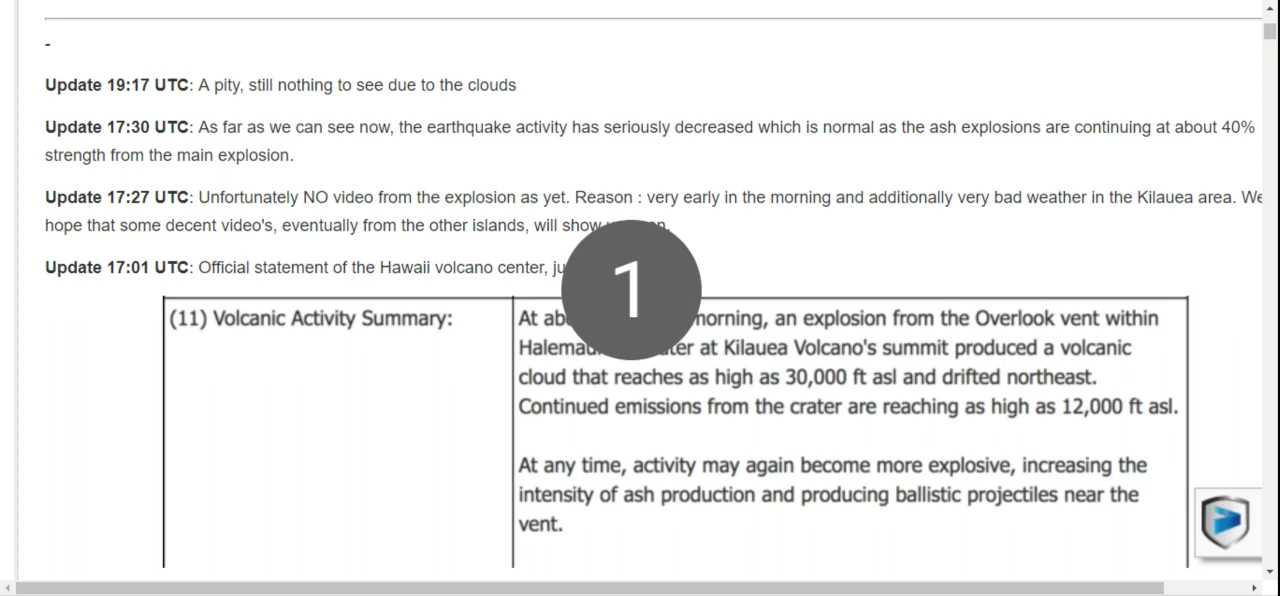 -
Update 19:17 UTC: A pity, still nothing to see due to the clouds
Update 17:30 UTC: As far as we can see now, the earthquake activity has seriously decreased which is normal as the ash explosions are continuing at about 40%
strength from the main explosion.
Update 17:27 UTC: Unfortunately NO video from the explosion as yet. Reason : very early in the morning and additionally very bad weather in the Kilauea area. We
hope that some decent video's, eventually from the other islands, will show
Update 17:01 UTC: Official statement of the Hawaii volcano center,
1
(11) Volcanic Activity Summary:
At morning, an explosion from the Overlook vent within
at Kilauea Volcano's summit produced a volcanic
cloud that reaches as high as 30,000 ft asl and drifted northeast.
Continued emissions from the crater are reaching as high as 12,000 ft asl.
At any time, activity may again become more explosive, increasing the
intensity of ash production and producing ballistic projectiles near the
vent.